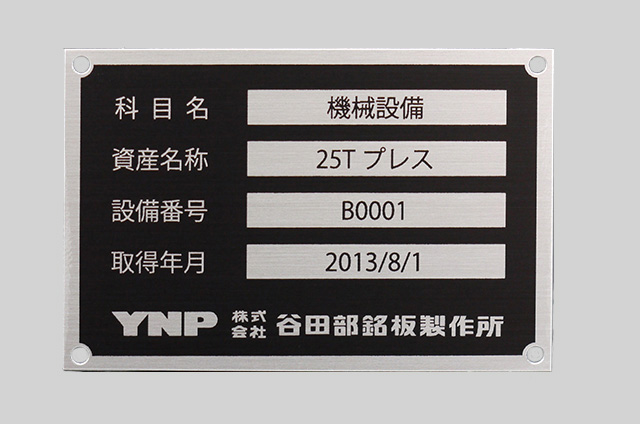 科目名 機械設備
資産名称 25T プレス
設備番号 B0001
取得年月 2013/8/1
YNP 株式会社 谷田部銘板製作所